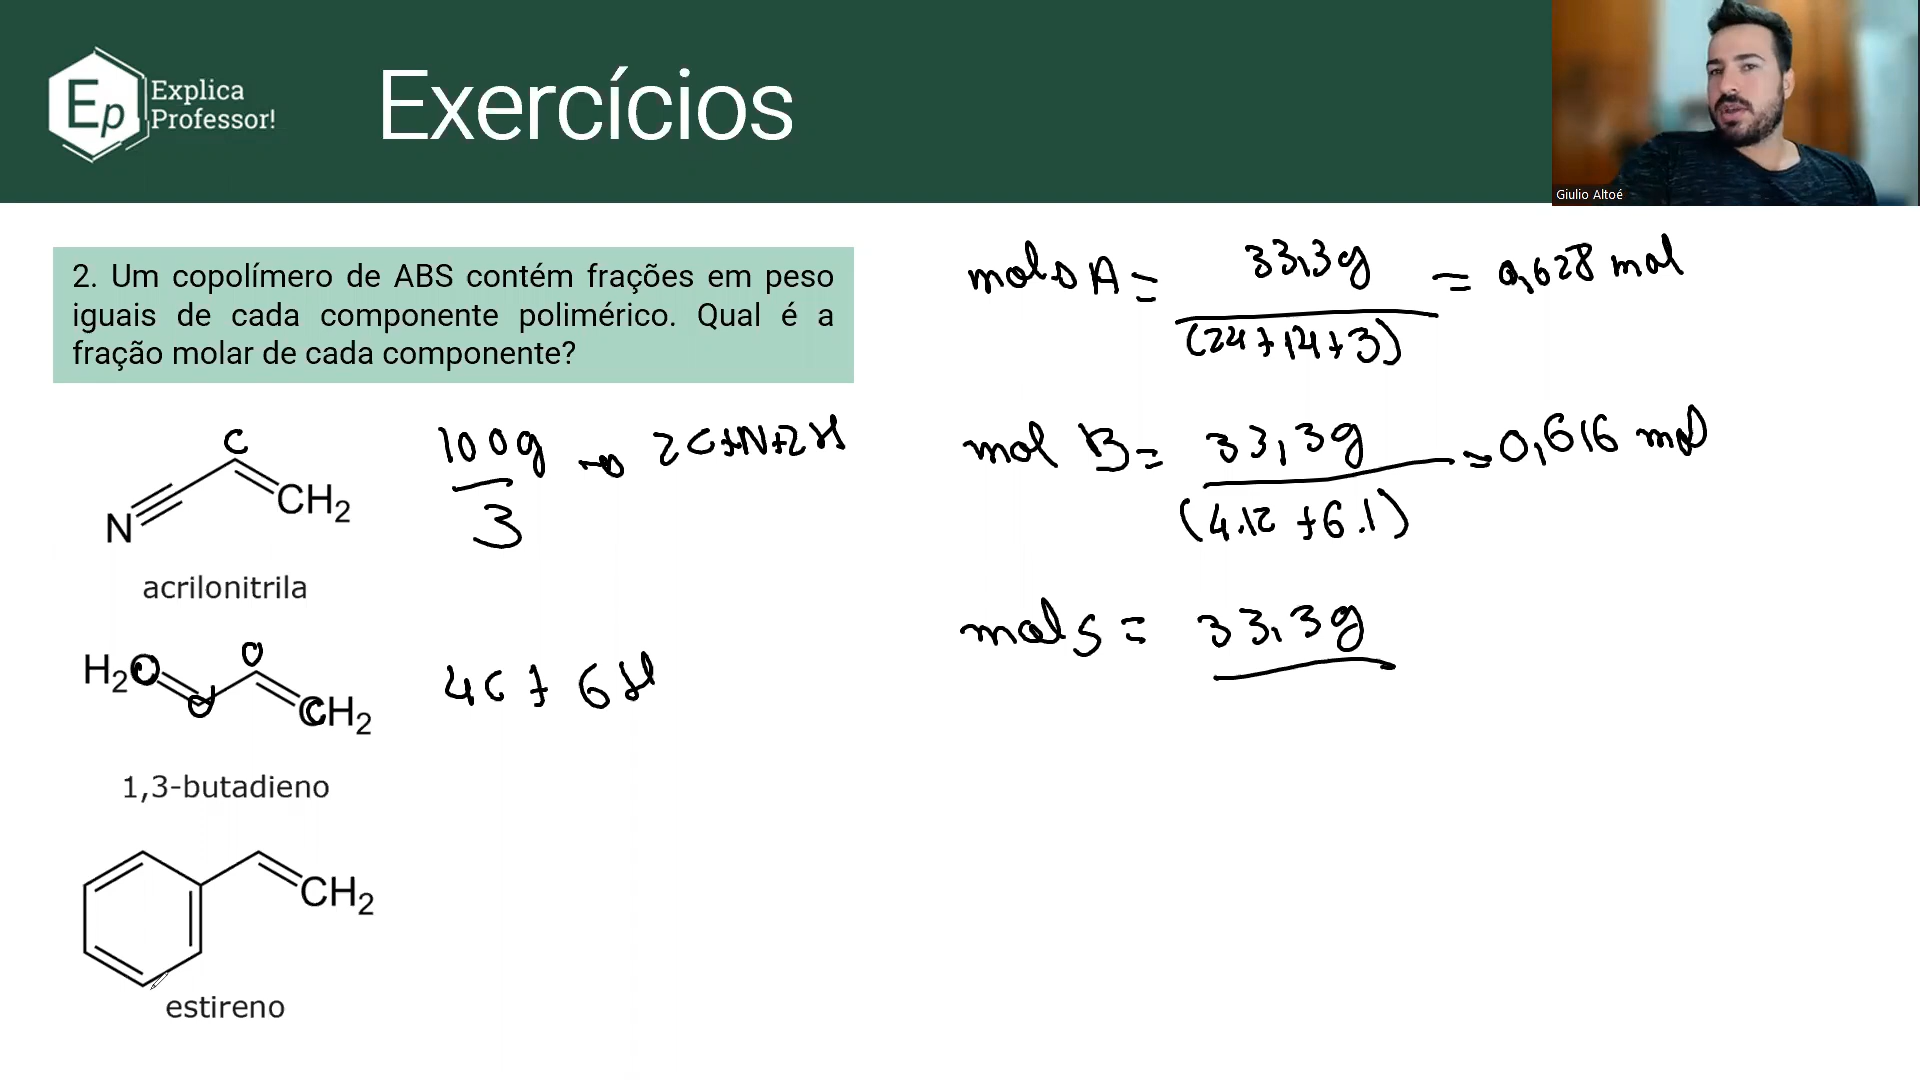 Ep Explica
Professor!
Exercícios
Giulio Altoé
2. Um copolímero de ABS contém frações em peso
iguais de cada componente polimérico. Qual é a
fração molar de cada componente?
C
N
CH2
acrilonitrila
100g → 2C+N+2H
3
H2C
C
C
CH2
1,3-butadieno
4C + 6H
CH2
estireno
mols A = 33,3g = 0,628 mol
(24+14+3)
mol B = 33,3g = 0,616 mol
(4.12 +6.1)
mol S = 33,3g